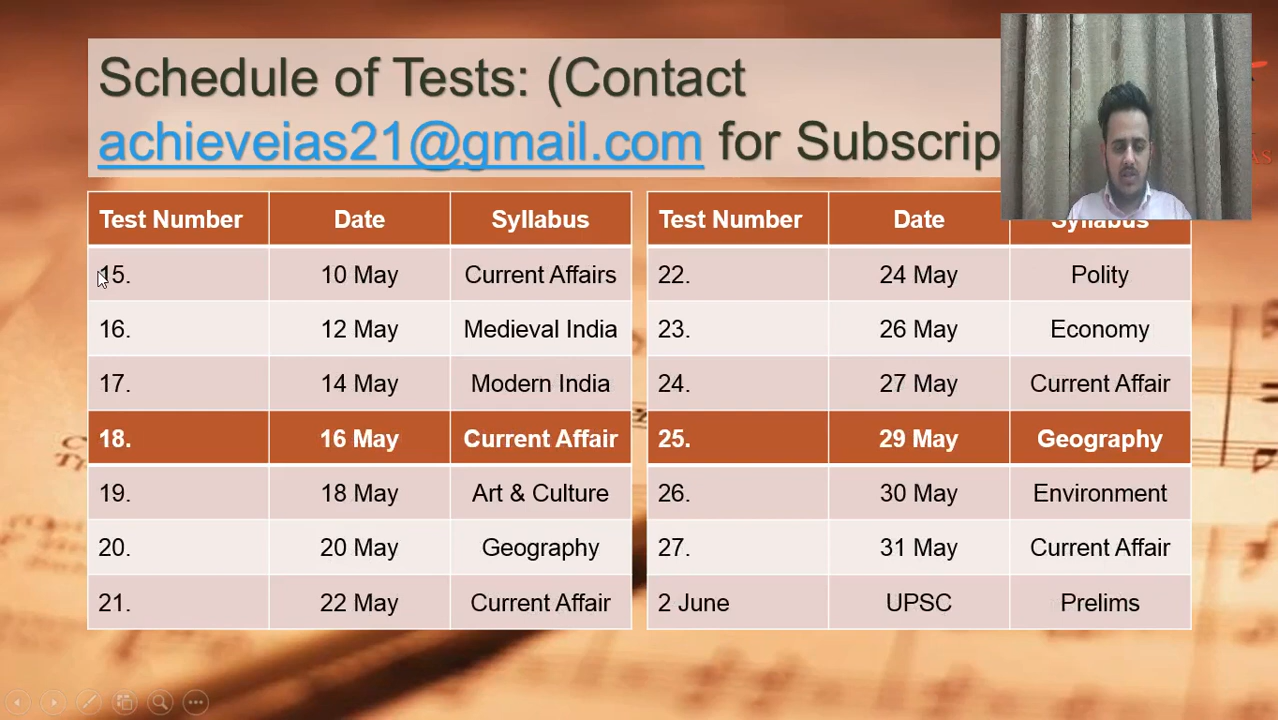 Schedule of Tests: (Contact
achieveias21@gmail.com for Subscrip
Test Number Date Syllabus
15. 10 May Current Affairs
16. 12 May Medieval India
17. 14 May Modern India
18. 16 May Current Affair
19. 18 May Art & Culture
20. 20 May Geography
21. 22 May Current Affair
Test Number Date Syllabus
22. 24 May Polity
23. 26 May Economy
24. 27 May Current Affair
25. 29 May Geography
26. 30 May Environment
27. 31 May Current Affair
2 June UPSC Prelims